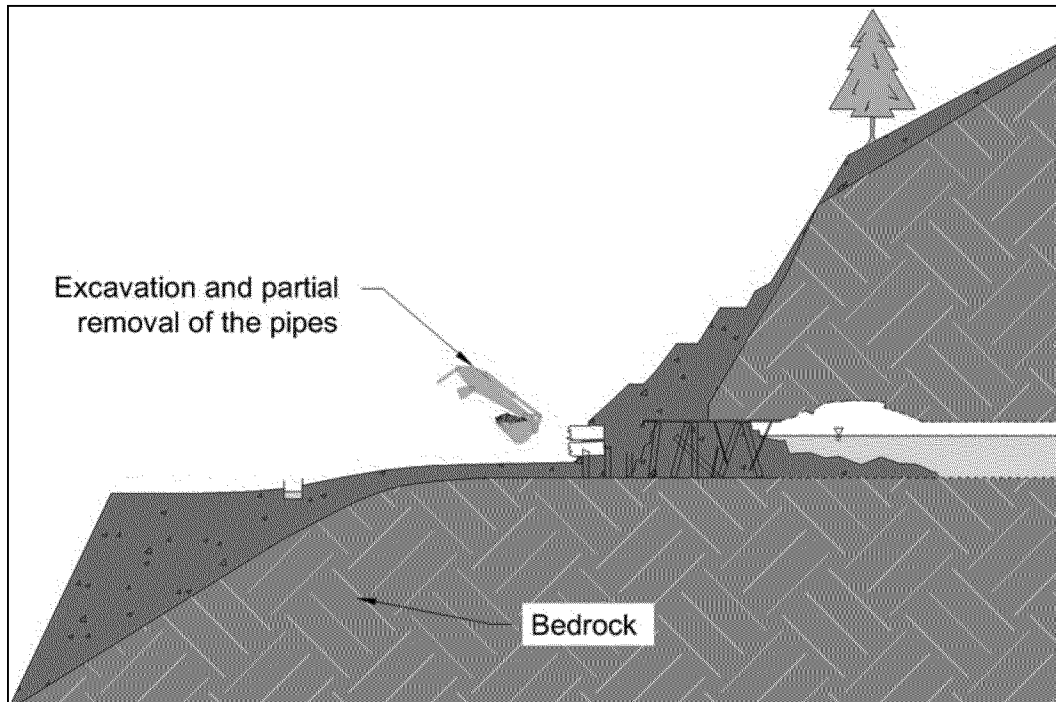 Excavation and partial
removal of the pipes
Bedrock